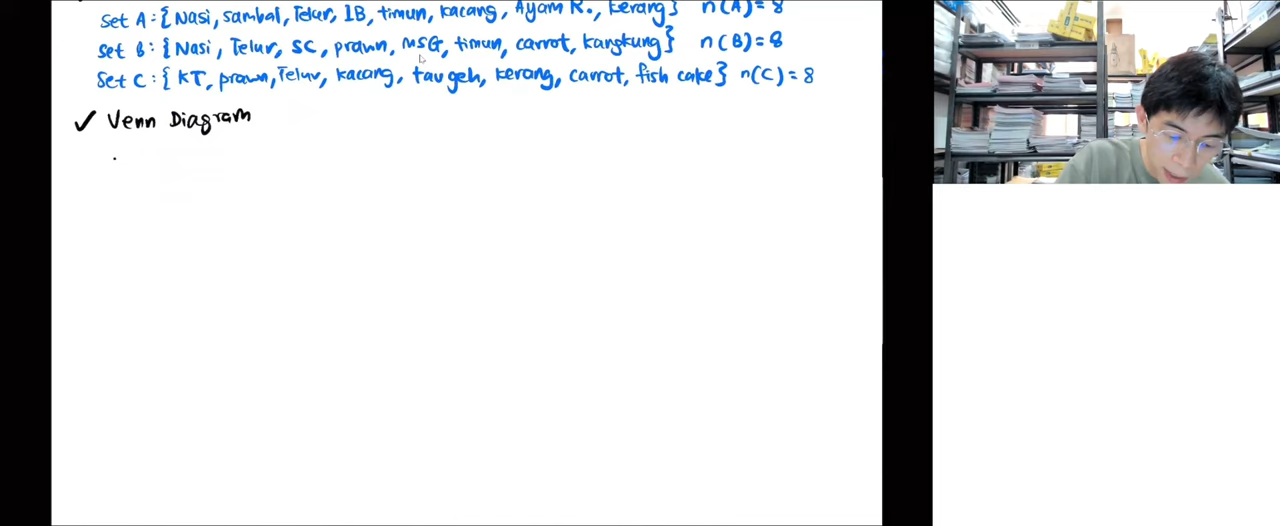 Set A : {Nasi, sambal, Telur, IB, timun, kacang, Ayam R., kerang} n(A) = 8
Set B : {Nasi, Telur, SC, prawn, MSG, timun, carrot, kangkung} n(B) = 8
Set C : {KT, prawn, Telur, kacang, taugeh, kerang, carrot, fish cake} n(C) = 8
✓ Venn Diagram